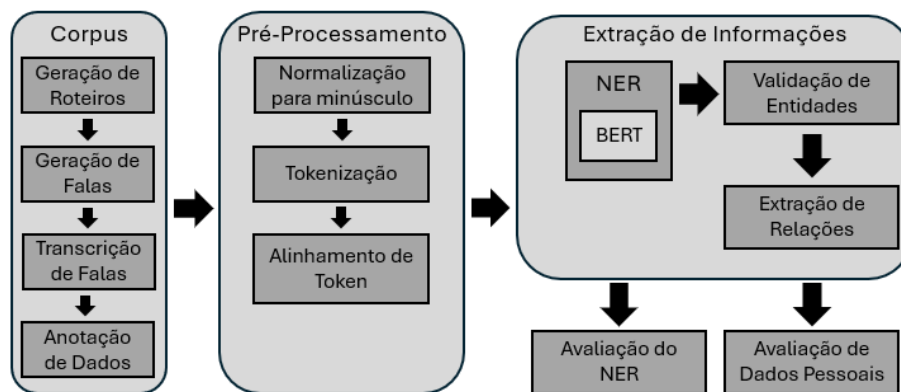 Corpus
Geração de
Roteiros
Geração de
Falas
Transcrição
de Falas
Anotação
de Dados
Pré-Processamento
Normalização
para minúsculo
Tokenização
Alinhamento de
Token
Extração de Informações
NER
BERT
Validação de
Entidades
Extração de
Relações
Avaliação do
NER
Avaliação de
Dados Pessoais